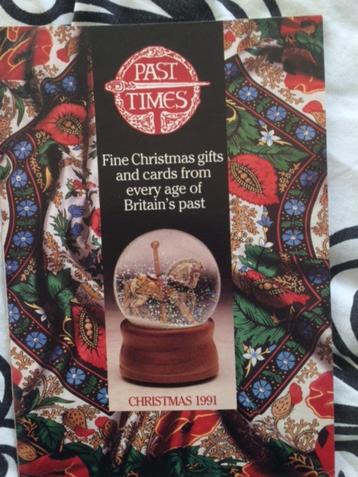 PAST
TIMES
Fine Christmas gifts
and cards from
every age of
Britain's past
CHRISTMAS 1991